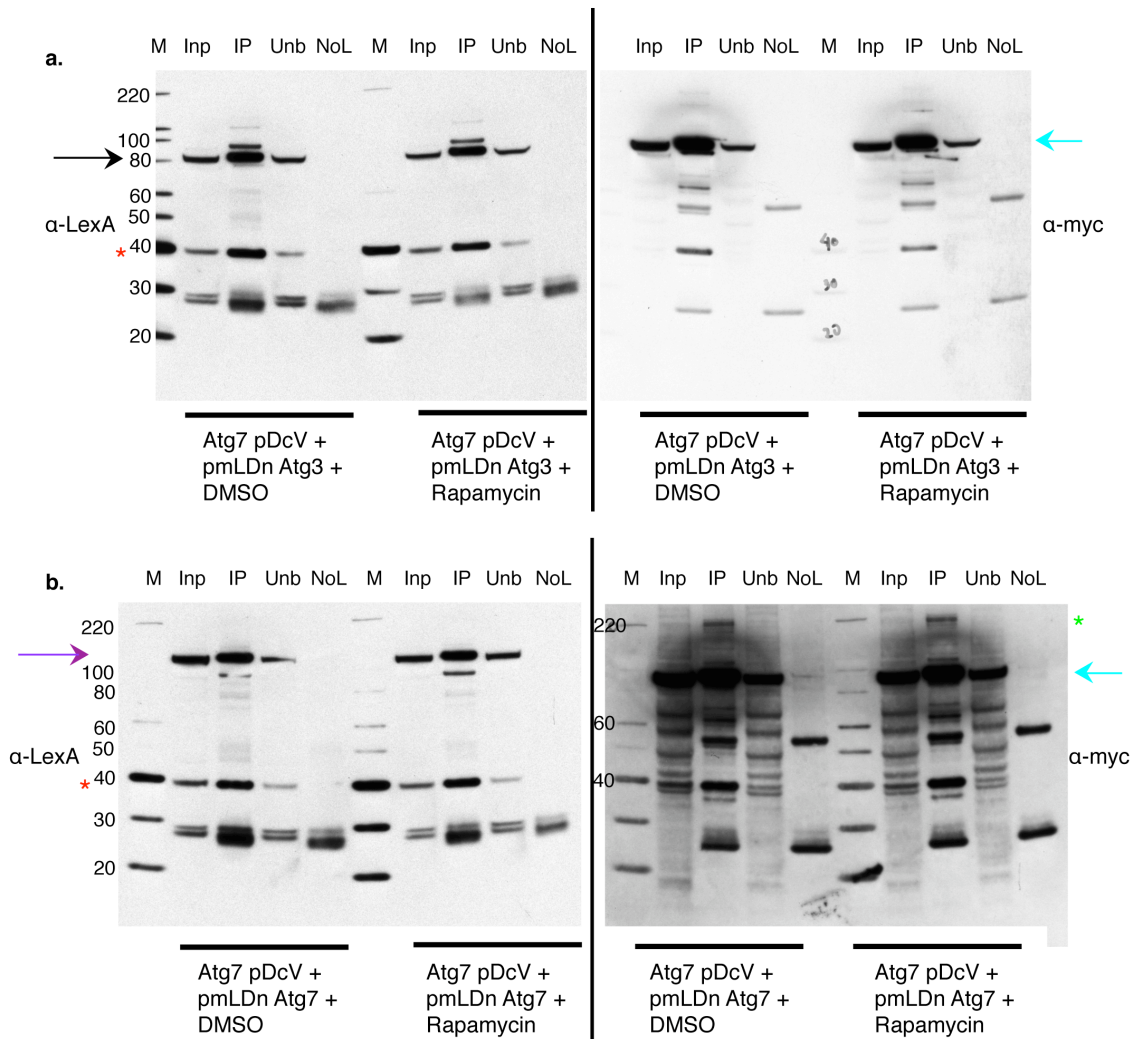 a.
M Inp IP Unb NoL M Inp IP Unb NoL
Inp IP Unb NoL M Inp IP Unb NoL
220
100
80
60
50
α-LexA
40
*
30
20
40
30
20
α-myc
Atg7 pDcV +
pmLDn Atg3 +
DMSO
Atg7 pDcV +
pmLDn Atg3 +
Rapamycin
Atg7 pDcV +
pmLDn Atg3 +
DMSO
Atg7 pDcV +
pmLDn Atg3 +
Rapamycin
b.
M Inp IP Unb NoL M Inp IP Unb NoL
M Inp IP Unb NoL M Inp IP Unb NoL
220
100
80
60
50
α-LexA
40
*
30
20
220
60
40
*
α-myc
Atg7 pDcV +
pmLDn Atg7 +
DMSO
Atg7 pDcV +
pmLDn Atg7 +
Rapamycin
Atg7 pDcV +
pmLDn Atg7 +
DMSO
Atg7 pDcV +
pmLDn Atg7 +
Rapamycin